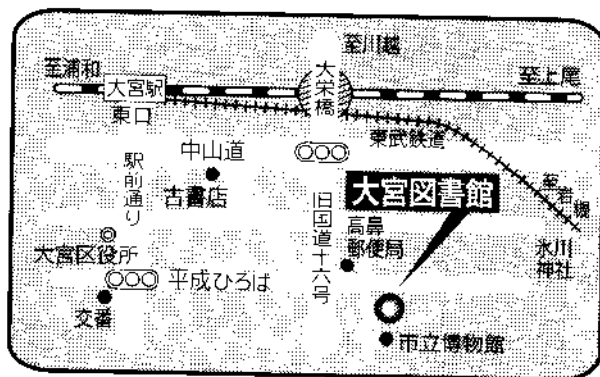 至川越
至浦和
大宮駅
大栄橋
至上尾
東口
東武鉄道
駅前通り
中山道
古書店
旧国道十六号
大宮図書館
至岩槻
高鼻
郵便局
氷川
神社
大宮区役所
平成ひろば
交番
市立博物館